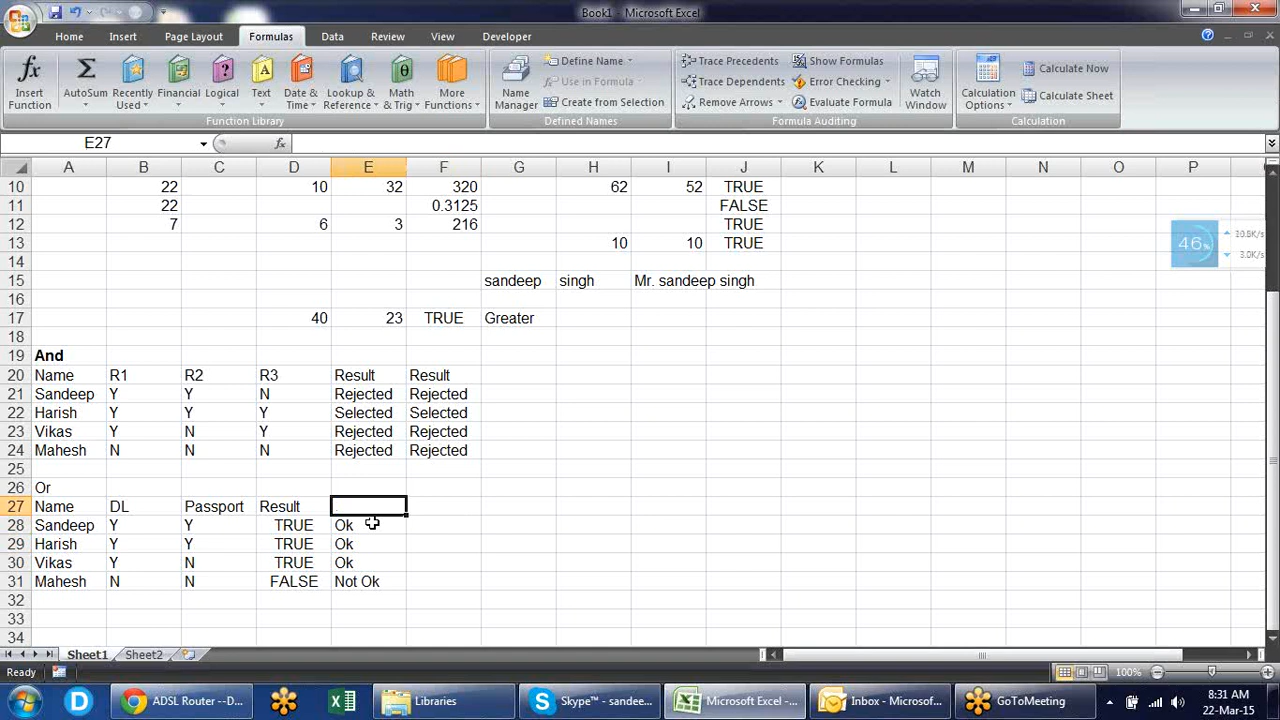 Book1 - Microsoft Excel
Home Insert Page Layout Formulas Data Review View Developer
Insert Function
AutoSum
Recently Used
Financial
Logical
Text
Date & Time
Lookup & Reference
Math & Trig
More Functions
Function Library
Name Manager
Define Name
Use in Formula
Create from Selection
Defined Names
Trace Precedents
Trace Dependents
Remove Arrows
Show Formulas
Error Checking
Evaluate Formula
Formula Auditing
Watch Window
Calculation Options
Calculate Now
Calculate Sheet
Calculation
E27 fx
A B C D E F G H I J K L M N O P
10 22 10 32 320 62 52 TRUE
11 22 0.3125 FALSE
12 7 6 3 216 TRUE
13 10 10 TRUE
14
15 sandeep singh Mr. sandeep singh
16
17 40 23 TRUE Greater
18
19 And
20 Name R1 R2 R3 Result Result
21 Sandeep Y Y N Rejected Rejected
22 Harish Y Y Y Selected Selected
23 Vikas Y N Y Rejected Rejected
24 Mahesh N N N Rejected Rejected
25
26 Or
27 Name DL Passport Result
28 Sandeep Y Y TRUE Ok
29 Harish Y Y TRUE Ok
30 Vikas Y N TRUE Ok
31 Mahesh N N FALSE Not Ok
32
33
34
46%
10.8K/s
3.0K/s
Sheet1 Sheet2
Ready 100%
ADSL Router --D...
Libraries
Skype™ - sandee...
Microsoft Excel -...
Inbox - Microsof...
GoToMeeting
8:31 AM
22-Mar-15